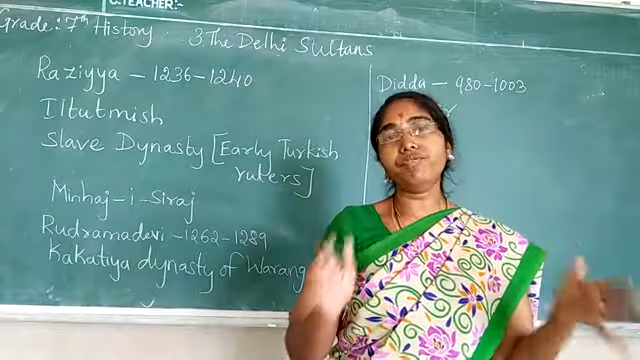 C.TEACHER:-
Grade: 7th History
3. The Delhi Sultans
Raziyya - 1236-1240
Iltutmish
Slave Dynasty [Early Turkish
rulers]
Minhaj-i-Siraj
Rudramadevi - 1262-1289
Kakatiya dynasty of Warang
Didda - 980-1003